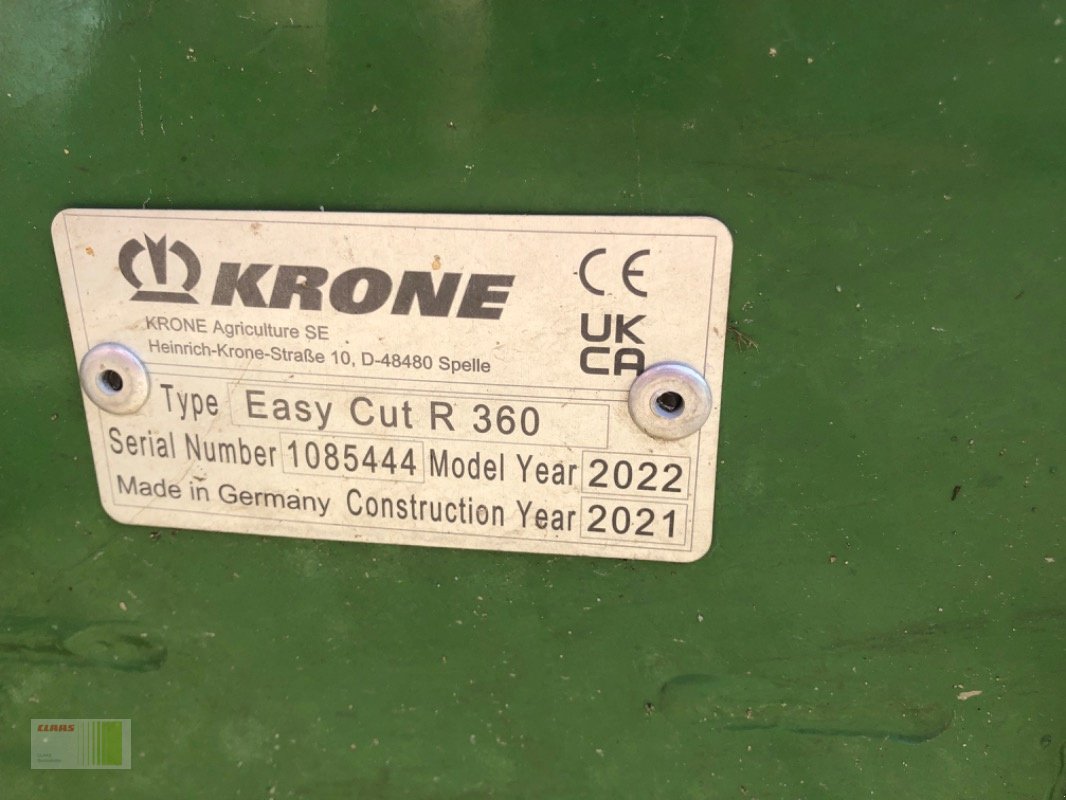 KRONE
KRONE Agriculture SE
Heinrich-Krone-Straße 10, D-48480 Spelle
CE
UK
CA
Type Easy Cut R 360
Serial Number 1085444 Model Year 2022
Made in Germany Construction Year 2021
CLAAS